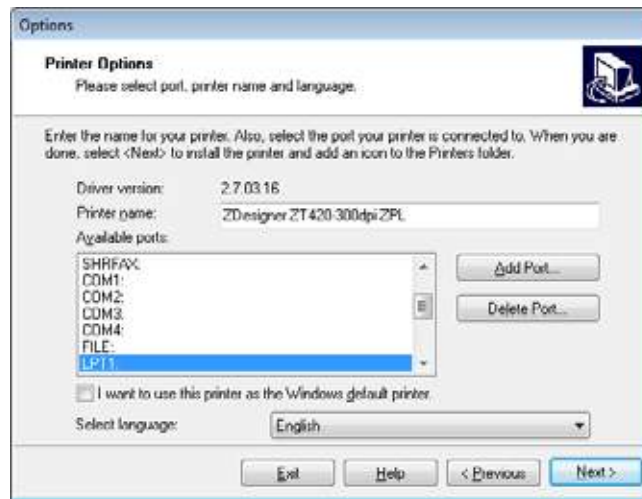 Options
Printer Options
Please select port, printer name and language.
Enter the name for your printer. Also, select the port your printer is connected to. When you are
done, select <Next> to install the printer and add an icon to the Printers folder.
Driver version: 2.7.03.16
Printer name: ZDesigner ZT420-300dpi ZPL
Available ports:
SHRFAX:
COM1:
COM2:
COM3:
COM4:
FILE:
LPT1:
Add Port...
Delete Port...
I want to use this printer as the Windows default printer.
Select language: English
Exit Help < Previous Next >